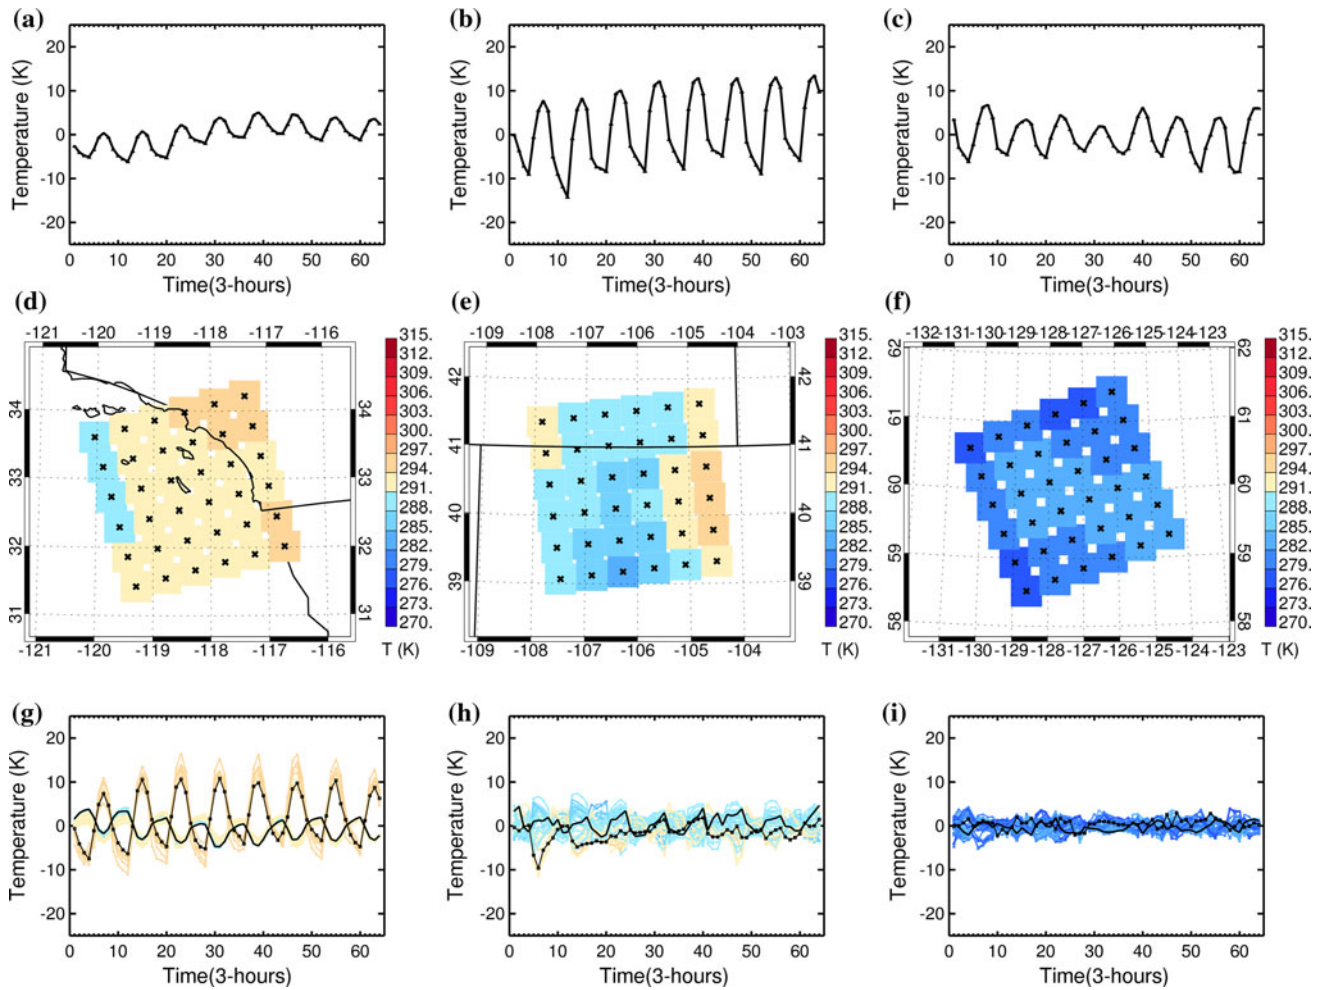 (a) (b) (c)
Temperature (K) Temperature (K) Temperature (K)
20 20 20
10 10 10
0 0 0
-10 -10 -10
-20 -20 -20
0 10 20 30 40 50 60 0 10 20 30 40 50 60 0 10 20 30 40 50 60
Time(3-hours) Time(3-hours) Time(3-hours)
(d)
-121 -120 -119 -118 -117 -116
34 34
33 33
32 32
31 31
-121 -120 -119 -118 -117 -116
315.
312.
309.
306.
303.
300.
297.
294.
291.
288.
285.
282.
279.
276.
273.
270.
T (K)
(e)
-109 -108 -107 -106 -105 -104 -103
42 42
41 41
40 40
39 39
-109 -108 -107 -106 -105 -104
315.
312.
309.
306.
303.
300.
297.
294.
291.
288.
285.
282.
279.
276.
273.
270.
T (K)
(f)
-132 -131 -130 -129 -128 -127 -126 -125 -124 -123
62 62
61 61
60 60
59 59
58 58
-131 -130 -129 -128 -127 -126 -125 -124 -123
315.
312.
309.
306.
303.
300.
297.
294.
291.
288.
285.
282.
279.
276.
273.
270.
T (K)
(g) (h) (i)
Temperature (K) Temperature (K) Temperature (K)
20 20 20
10 10 10
0 0 0
-10 -10 -10
-20 -20 -20
0 10 20 30 40 50 60 0 10 20 30 40 50 60 0 10 20 30 40 50 60
Time(3-hours) Time(3-hours) Time(3-hours)